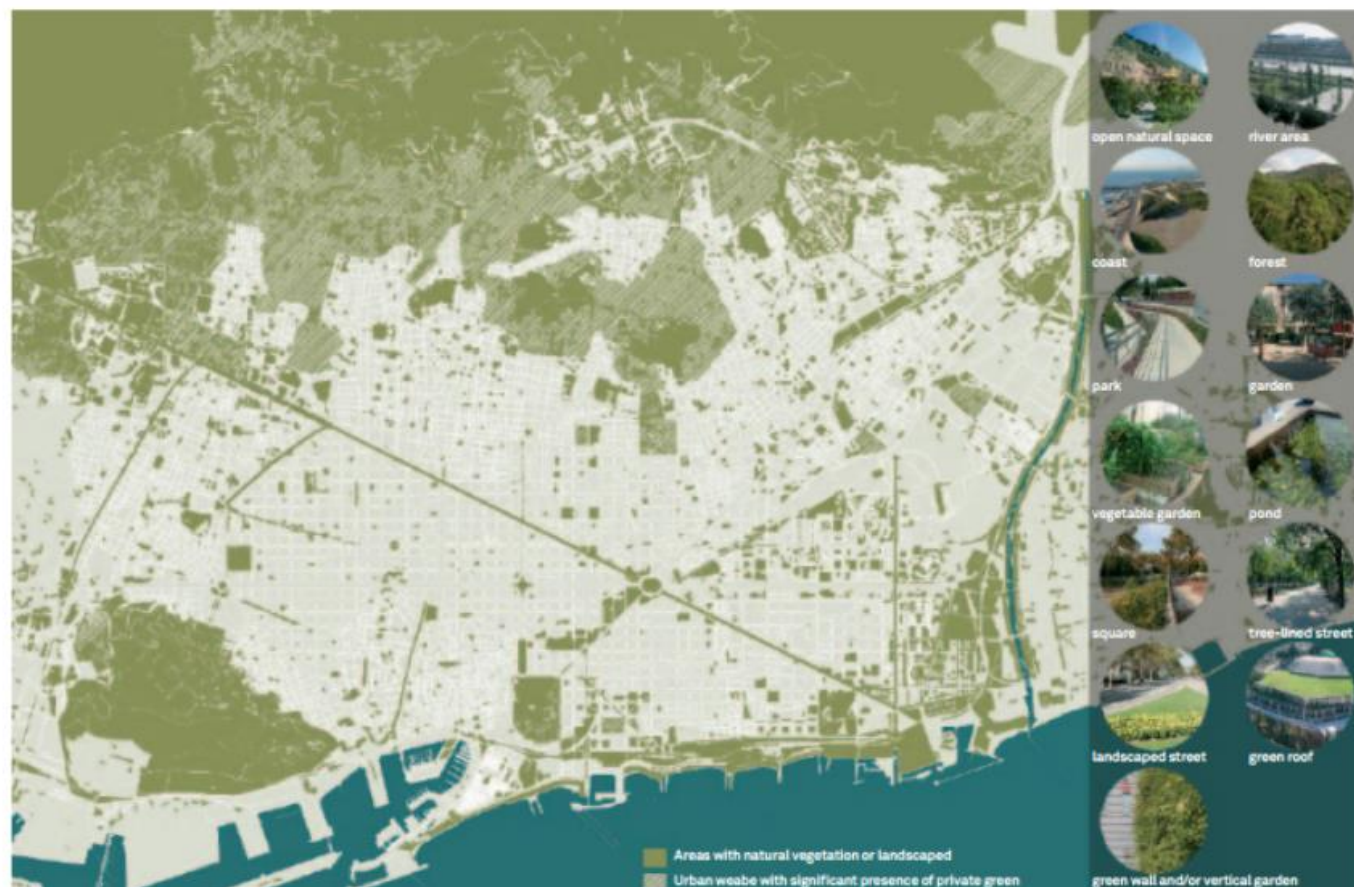 open natural space
river area
coast
forest
park
garden
vegetable garden
pond
square
tree-lined street
landscaped street
green roof
green wall and/or vertical garden
Areas with natural vegetation or landscaped
Urban weabe with significant presence of private green